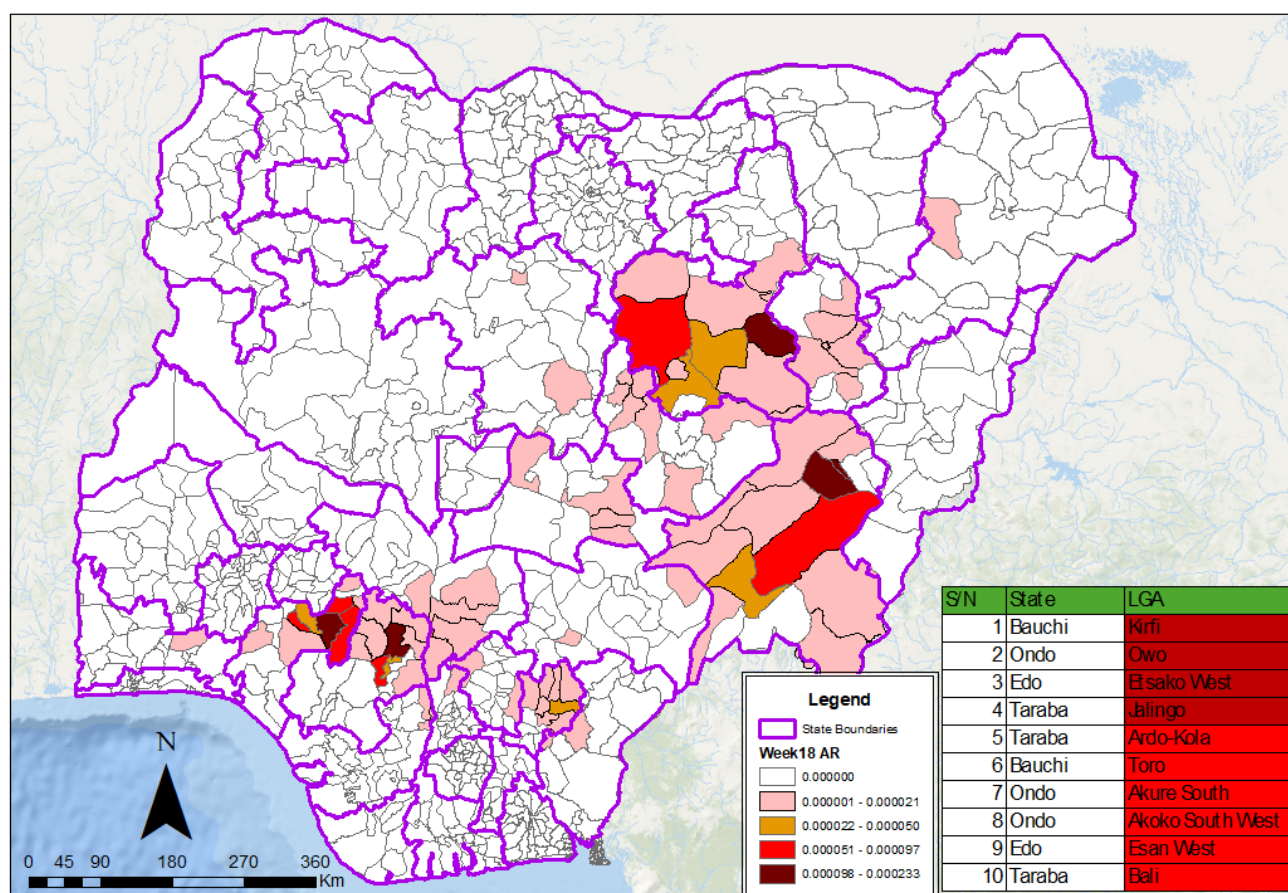 N
0 45 90 180 270 360
Km
Legend
State Boundaries
Week18 AR
0.000000
0.000001 - 0.000021
0.000022 - 0.000050
0.000051 - 0.000097
0.000098 - 0.000233
S/N State LGA
1 Bauchi Kirfi
2 Ondo Owo
3 Edo Etsako West
4 Taraba Jalingo
5 Taraba Ardo-Kola
6 Bauchi Toro
7 Ondo Akure South
8 Ondo Akoko South West
9 Edo Esan West
10 Taraba Bali